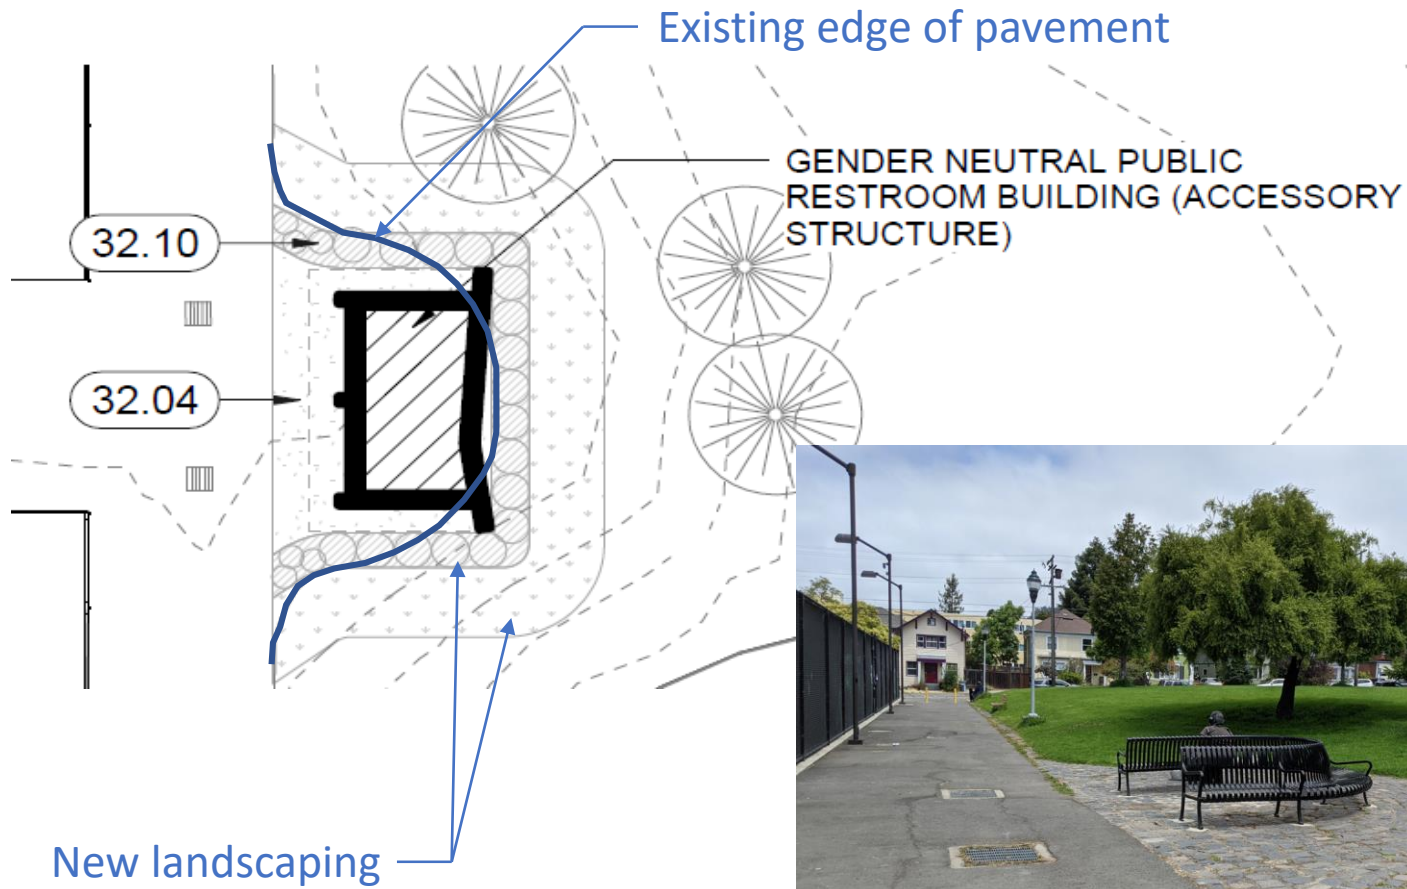 Existing edge of pavement
GENDER NEUTRAL PUBLIC
RESTROOM BUILDING (ACCESSORY
STRUCTURE)
32.10
32.04
New landscaping